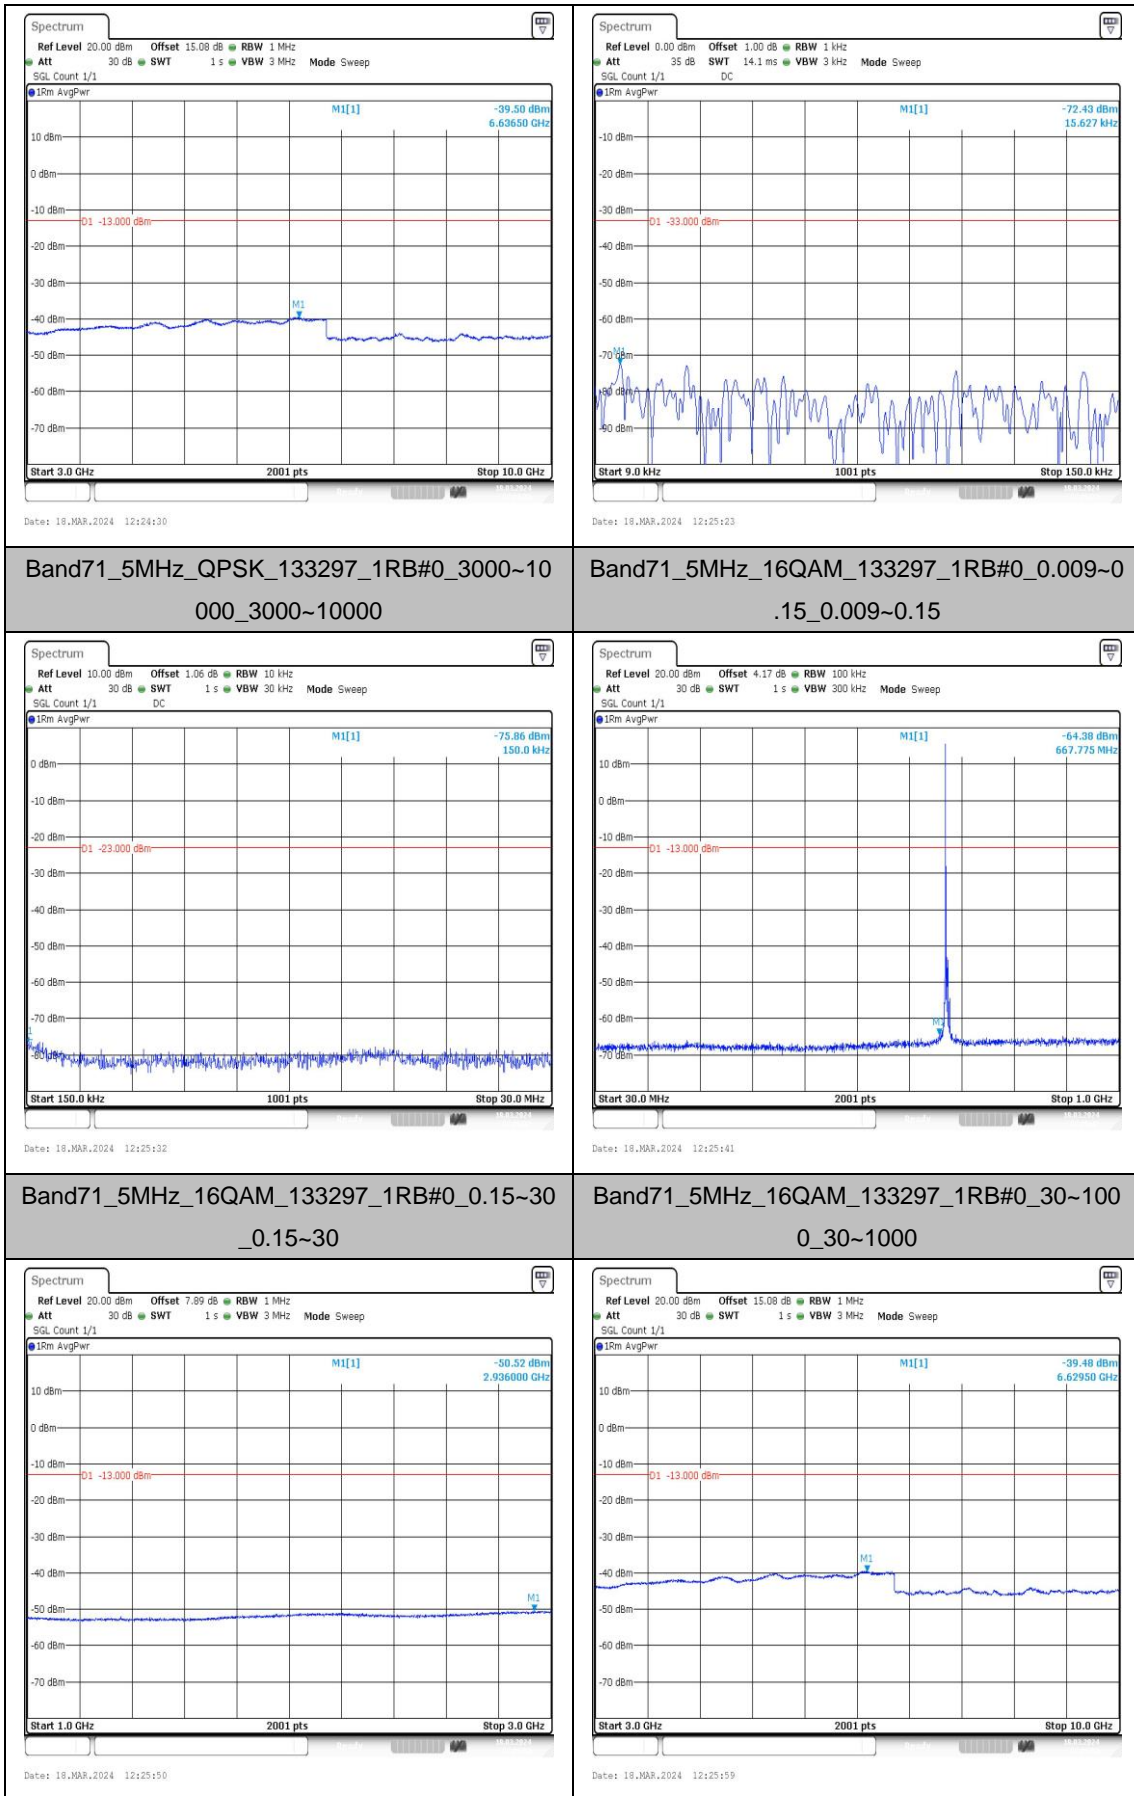 Spectrum
Ref Level 20.00 dBm Offset 15.08 dB RBW 1 MHz
Att 30 dB SWT 1 s VBW 3 MHz Mode Sweep
SGL Count 1/1
1Rm AvgPwr
M1[1] -39.50 dBm
6.63650 GHz
10 dBm
0 dBm
-10 dBm
D1 -13.000 dBm
-20 dBm
-30 dBm
M1
-40 dBm
-50 dBm
-60 dBm
-70 dBm
Start 3.0 GHz 2001 pts Stop 10.0 GHz
Date: 18.MAR.2024 12:24:30
Spectrum
Ref Level 0.00 dBm Offset 1.00 dB RBW 1 kHz
Att 35 dB SWT 14.1 ms VBW 3 kHz Mode Sweep
SGL Count 1/1 DC
1Rm AvgPwr
M1[1] -72.43 dBm
15.627 kHz
-10 dBm
-20 dBm
-30 dBm
D1 -33.000 dBm
-40 dBm
-50 dBm
-60 dBm
M1
-70 dBm
-80 dBm
-90 dBm
Start 9.0 kHz 1001 pts Stop 150.0 kHz
Date: 18.MAR.2024 12:25:23
Band71_5MHz_QPSK_133297_1RB#0_3000~10
000_3000~10000
Band71_5MHz_16QAM_133297_1RB#0_0.009~0
.15_0.009~0.15
Spectrum
Ref Level 10.00 dBm Offset 1.06 dB RBW 10 kHz
Att 30 dB SWT 1 s VBW 30 kHz Mode Sweep
SGL Count 1/1 DC
1Rm AvgPwr
M1[1] -75.86 dBm
150.0 kHz
0 dBm
-10 dBm
-20 dBm
D1 -23.000 dBm
-30 dBm
-40 dBm
-50 dBm
-60 dBm
-70 dBm
-80 dBm
Start 150.0 kHz 1001 pts Stop 30.0 MHz
Date: 18.MAR.2024 12:25:32
Spectrum
Ref Level 20.00 dBm Offset 4.17 dB RBW 100 kHz
Att 30 dB SWT 1 s VBW 300 kHz Mode Sweep
SGL Count 1/1
1Rm AvgPwr
M1[1] -64.38 dBm
667.775 MHz
10 dBm
0 dBm
-10 dBm
D1 -13.000 dBm
-20 dBm
-30 dBm
-40 dBm
-50 dBm
-60 dBm
M1
-70 dBm
Start 30.0 MHz 2001 pts Stop 1.0 GHz
Date: 18.MAR.2024 12:25:41
Band71_5MHz_16QAM_133297_1RB#0_0.15~30
_0.15~30
Band71_5MHz_16QAM_133297_1RB#0_30~100
0_30~1000
Spectrum
Ref Level 20.00 dBm Offset 7.89 dB RBW 1 MHz
Att 30 dB SWT 1 s VBW 3 MHz Mode Sweep
SGL Count 1/1
1Rm AvgPwr
M1[1] -50.52 dBm
2.936000 GHz
10 dBm
0 dBm
-10 dBm
D1 -13.000 dBm
-20 dBm
-30 dBm
-40 dBm
M1
-50 dBm
-60 dBm
-70 dBm
Start 1.0 GHz 2001 pts Stop 3.0 GHz
Date: 18.MAR.2024 12:25:50
Spectrum
Ref Level 20.00 dBm Offset 15.08 dB RBW 1 MHz
Att 30 dB SWT 1 s VBW 3 MHz Mode Sweep
SGL Count 1/1
1Rm AvgPwr
M1[1] -39.48 dBm
6.62950 GHz
10 dBm
0 dBm
-10 dBm
D1 -13.000 dBm
-20 dBm
-30 dBm
M1
-40 dBm
-50 dBm
-60 dBm
-70 dBm
Start 3.0 GHz 2001 pts Stop 10.0 GHz
Date: 18.MAR.2024 12:25:59